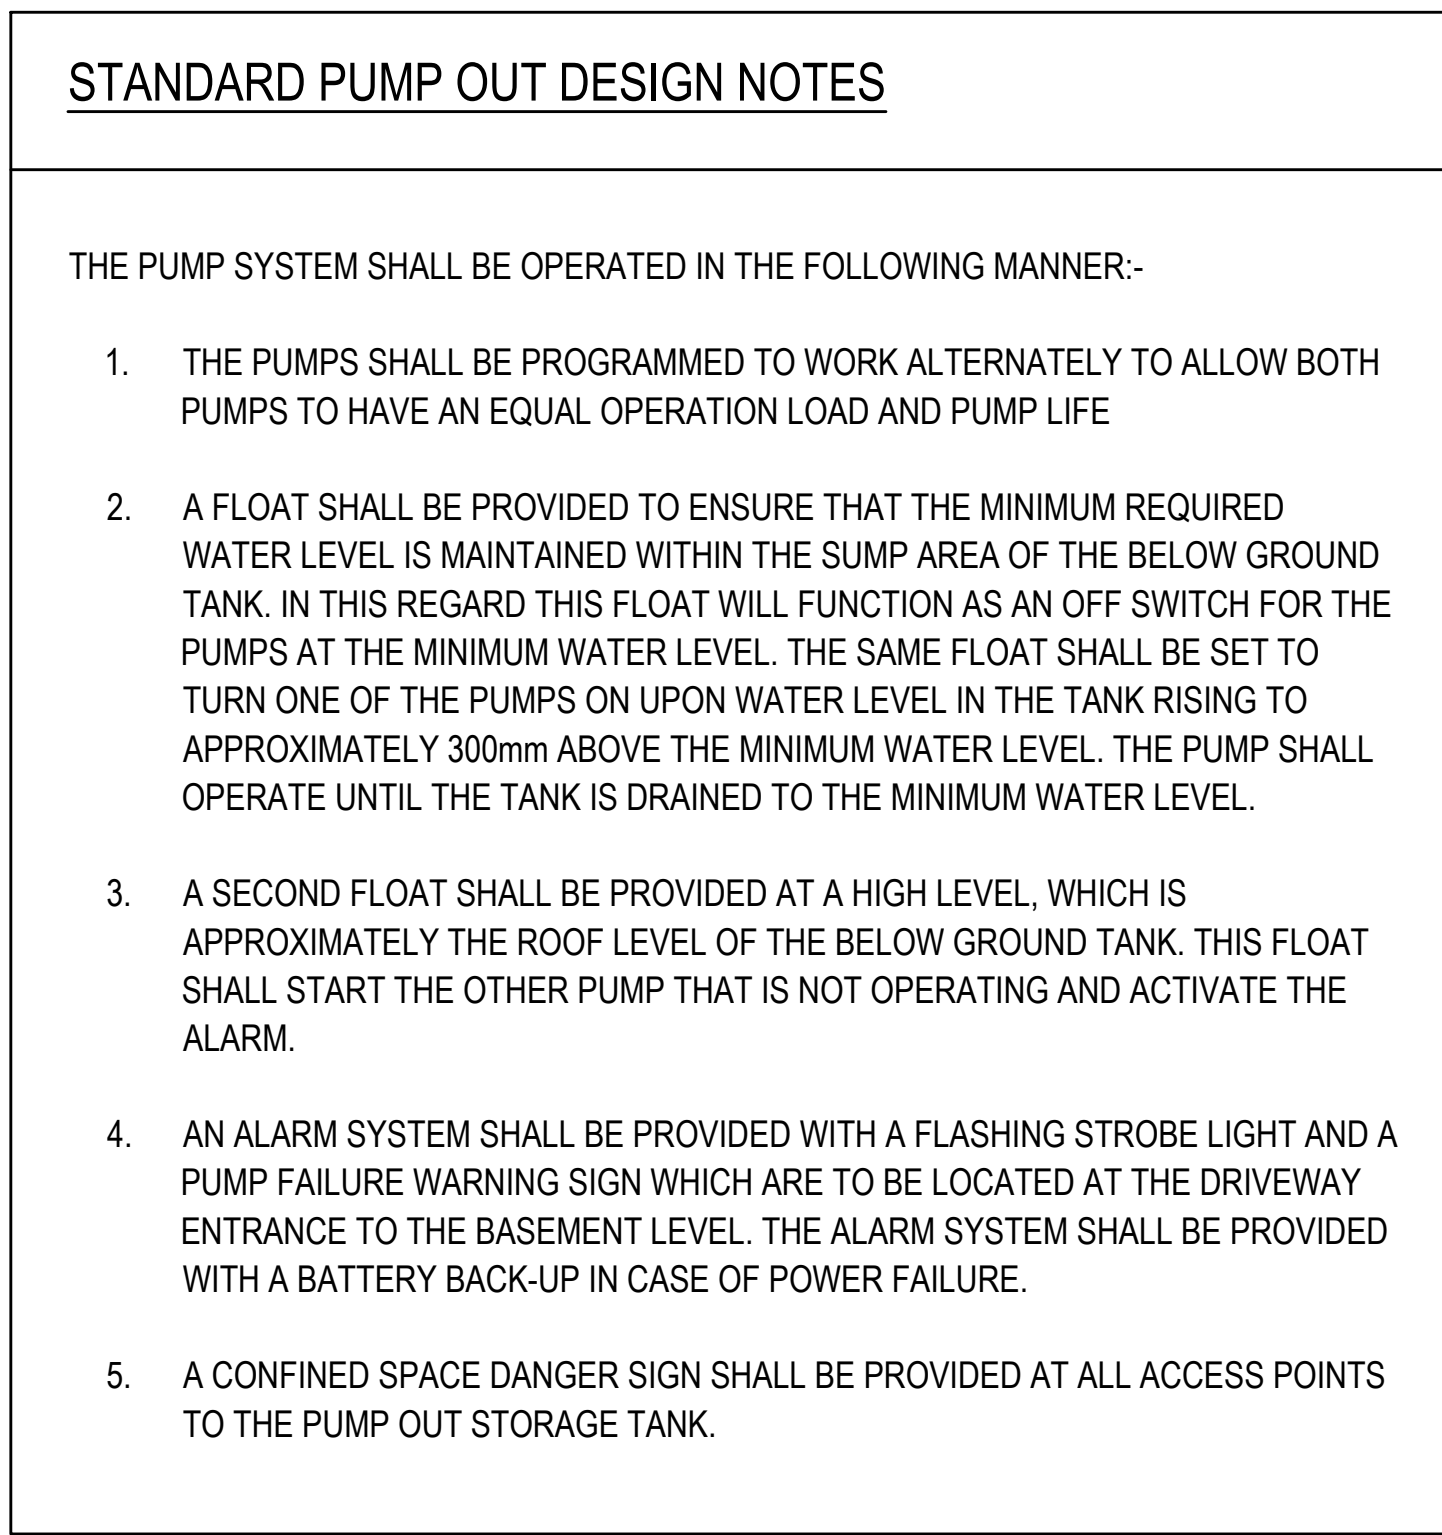 STANDARD PUMP OUT DESIGN NOTES
THE PUMP SYSTEM SHALL BE OPERATED IN THE FOLLOWING MANNER:-
1. THE PUMPS SHALL BE PROGRAMMED TO WORK ALTERNATELY TO ALLOW BOTH
PUMPS TO HAVE AN EQUAL OPERATION LOAD AND PUMP LIFE
2. A FLOAT SHALL BE PROVIDED TO ENSURE THAT THE MINIMUM REQUIRED
WATER LEVEL IS MAINTAINED WITHIN THE SUMP AREA OF THE BELOW GROUND
TANK. IN THIS REGARD THIS FLOAT WILL FUNCTION AS AN OFF SWITCH FOR THE
PUMPS AT THE MINIMUM WATER LEVEL. THE SAME FLOAT SHALL BE SET TO
TURN ONE OF THE PUMPS ON UPON WATER LEVEL IN THE TANK RISING TO
APPROXIMATELY 300mm ABOVE THE MINIMUM WATER LEVEL. THE PUMP SHALL
OPERATE UNTIL THE TANK IS DRAINED TO THE MINIMUM WATER LEVEL.
3. A SECOND FLOAT SHALL BE PROVIDED AT A HIGH LEVEL, WHICH IS
APPROXIMATELY THE ROOF LEVEL OF THE BELOW GROUND TANK. THIS FLOAT
SHALL START THE OTHER PUMP THAT IS NOT OPERATING AND ACTIVATE THE
ALARM.
4. AN ALARM SYSTEM SHALL BE PROVIDED WITH A FLASHING STROBE LIGHT AND A
PUMP FAILURE WARNING SIGN WHICH ARE TO BE LOCATED AT THE DRIVEWAY
ENTRANCE TO THE BASEMENT LEVEL. THE ALARM SYSTEM SHALL BE PROVIDED
WITH A BATTERY BACK-UP IN CASE OF POWER FAILURE.
5. A CONFINED SPACE DANGER SIGN SHALL BE PROVIDED AT ALL ACCESS POINTS
TO THE PUMP OUT STORAGE TANK.